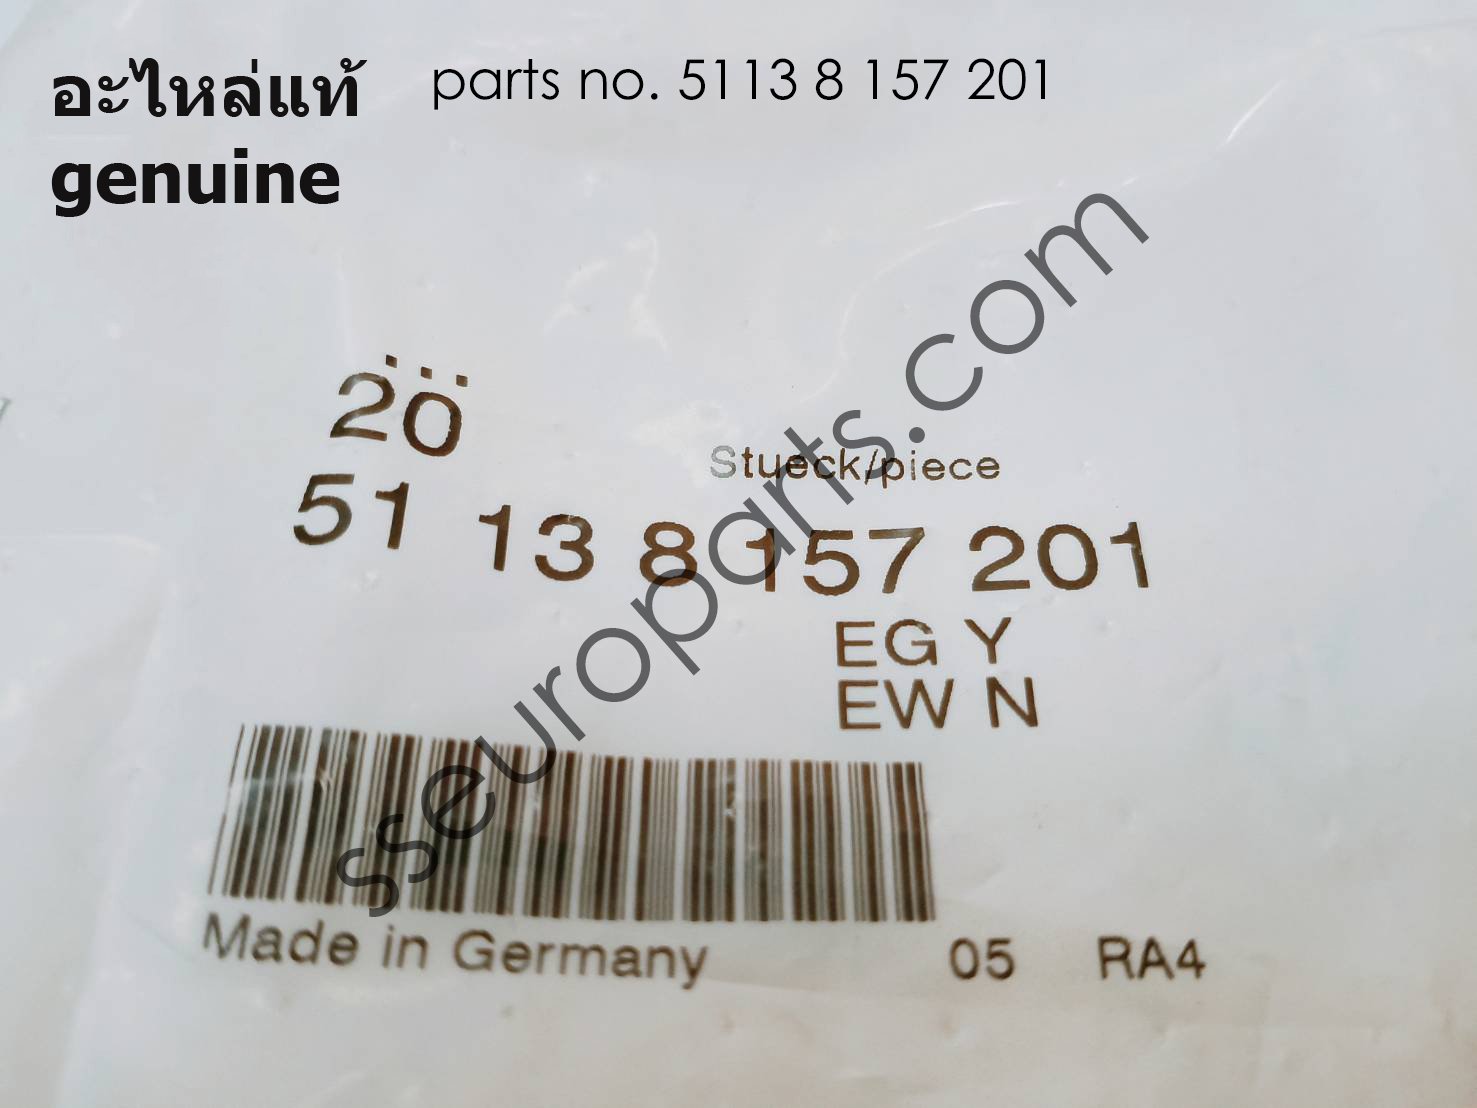 อะไหล่แท้ parts no. 5113 8 157 201
genuine
20
Stueck/piece
51 13 8 157 201
EG Y
EW N
Made in Germany 05 RA4
sseuroparts.com